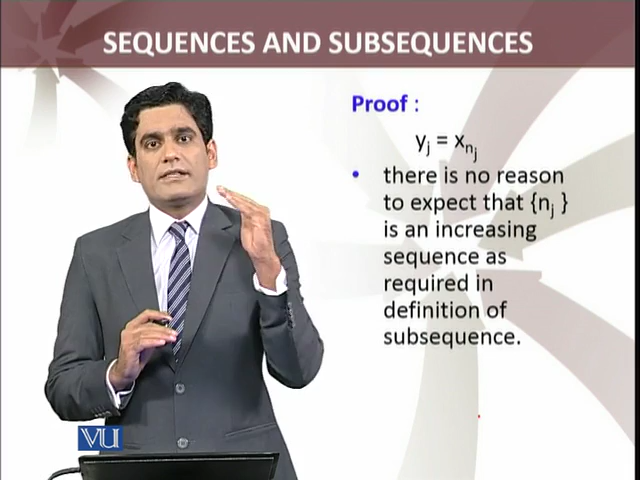 SEQUENCES AND SUBSEQUENCES
Proof :
yⱼ = xₙⱼ
• there is no reason
to expect that {nⱼ }
is an increasing
sequence as
required in
definition of
subsequence.
VU